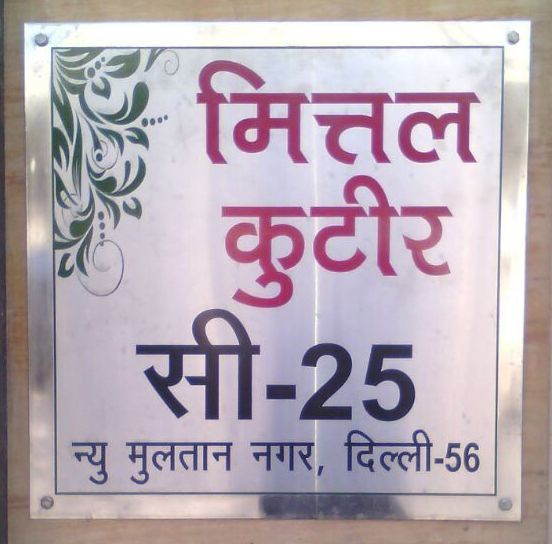 मित्तल
कुटीर
सी-25
न्यु मुलतान नगर, दिल्ली-56